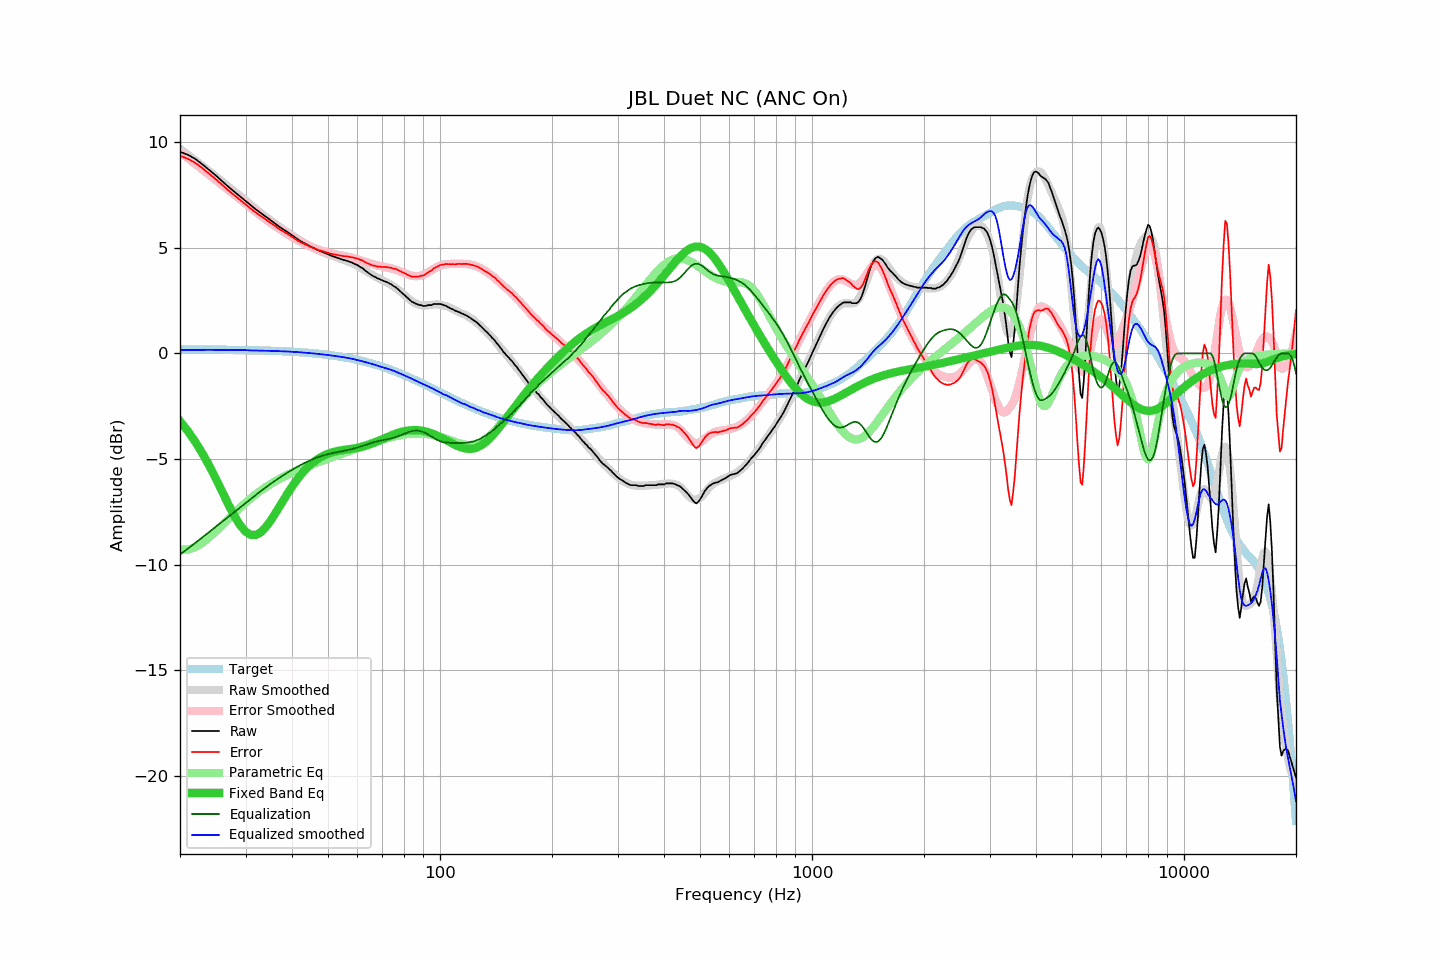 JBL Duet NC (ANC On)
10
5
0
−5
−10
−15
−20
Amplitude (dBr)
Target
Raw Smoothed
Error Smoothed
Raw
Error
Parametric Eq
Fixed Band Eq
Equalization
Equalized smoothed
100
1000
10000
Frequency (Hz)